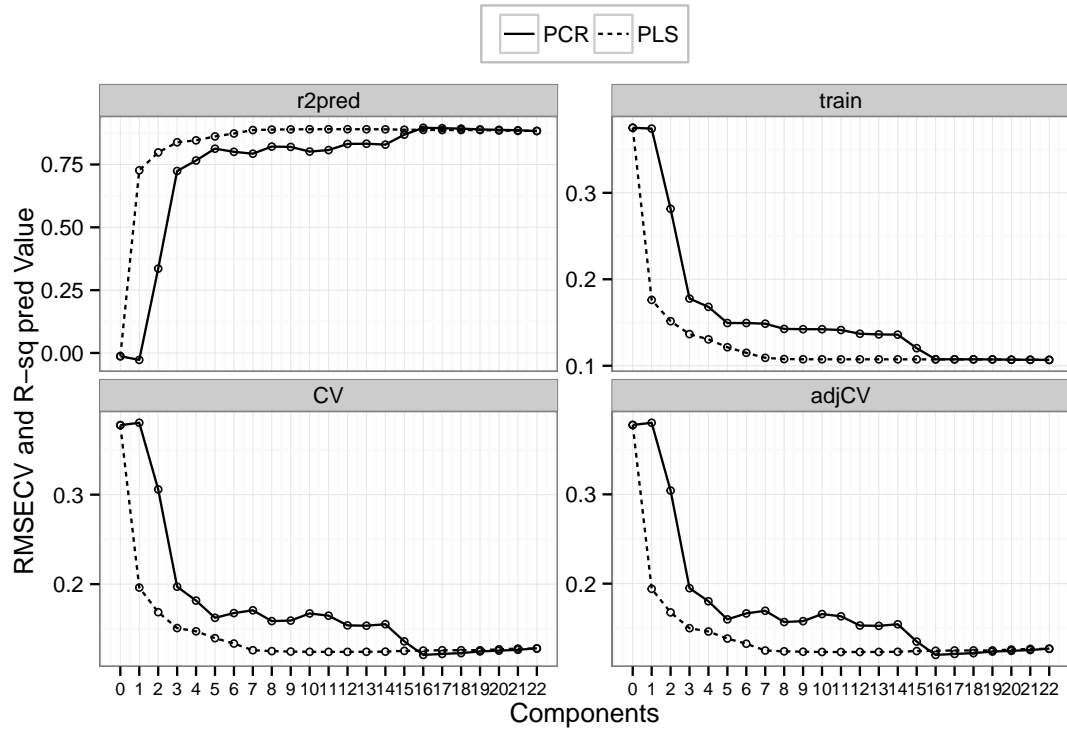 PCR PLS
r2pred train
0.75
0.50
0.25
0.00
0.3
0.2
0.1
CV adjCV
0.3
0.2
0.3
0.2
RMSECV and R−sq pred Value
0 1 2 3 4 5 6 7 8 9 10 11 12 13 14 15 16 17 18 19 20 21 22
0 1 2 3 4 5 6 7 8 9 10 11 12 13 14 15 16 17 18 19 20 21 22
Components